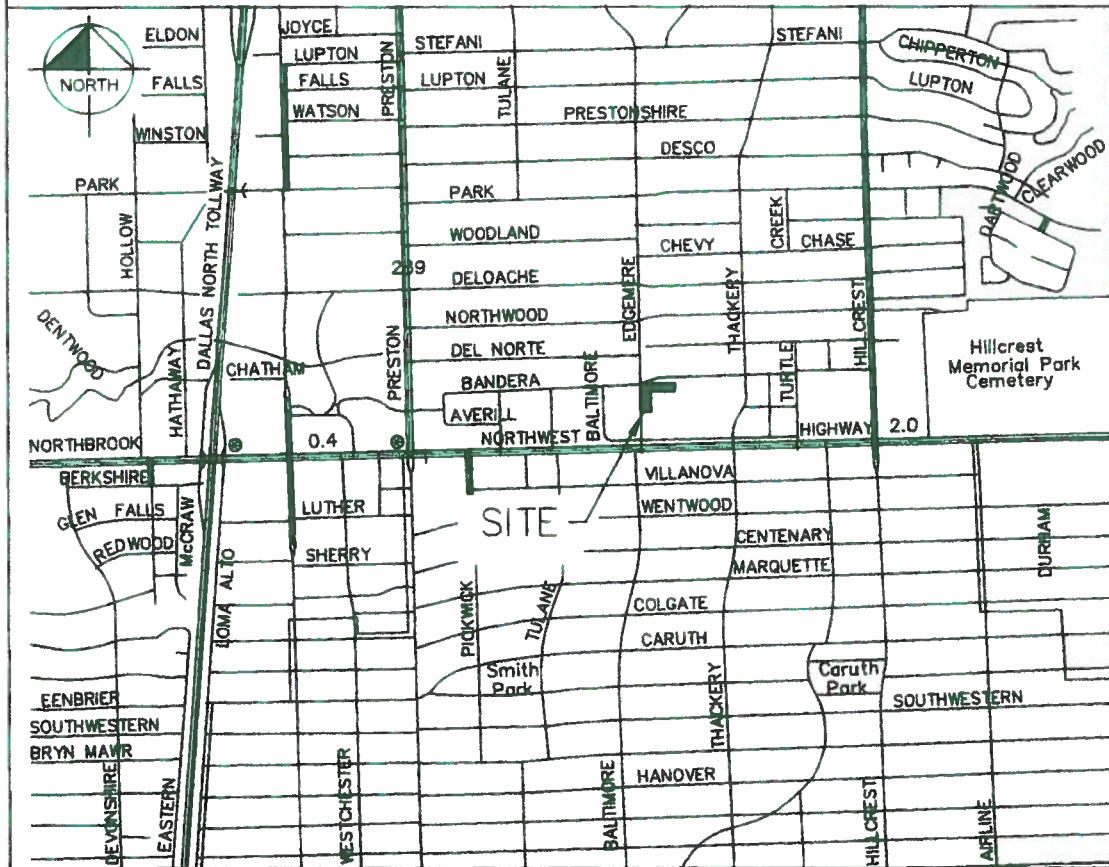 NORTH
ELDON
FALLS
WINSTON
PARK
HOLLOW
DENTWOOD
HATHAWAY
DALLAS NORTH TOLLWAY
CHATHAM
NORTHBROOK
JOYCE
LUPTON
FALLS
WATSON
PRESTON
STEFANI
LUPTON
TULANE
PRESTONSHIRE
STEFANI
DESCO
PARK
WOODLAND
CHEVY
CREEK
CHASE
289
DELOACHE
NORTHWOOD
DEL NORTE
EDGEMERE
THACKERY
HILLCREST
TURTLE
CHIPPERTON
LUPTON
DARTWOOD
CLEARWOOD
Hillcrest
Memorial Park
Cemetery
PRESTON
BANDERA
AVERILL
BALTIMORE
0.4
NORTHWEST
HIGHWAY
2.0
BERKSHIRE
GLEN FALLS
REDWOOD
McCRAW
LUTHER
SHERRY
LOMA ALTO
SITE
VILLANOVA
WENTWOOD
CENTENARY
MARQUETTE
DURHAM
PICKWICK
TULANE
COLGATE
CARUTH
Smith
Park
Caruth
Park
EENBRIER
SOUTHWESTERN
BRYN MAWR
SOUTHWESTERN
THACKERY
HANOVER
DEVONSHIRE
EASTERN
WESTCHESTER
BALTIMORE
HILLCREST
AIRLINE